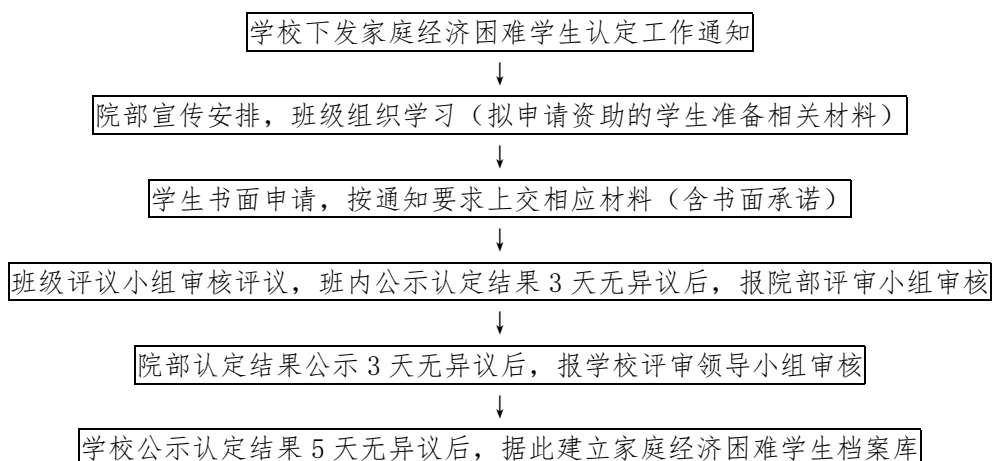 学校下发家庭经济困难学生认定工作通知
院部宣传安排，班级组织学习（拟申请资助的学生准备相关材料）
学生书面申请，按通知要求上交相应材料（含书面承诺）
班级评议小组审核评议，班内公示认定结果3天无异议后，报院部评审小组审核
院部认定结果公示3天无异议后，报学校评审领导小组审核
学校公示认定结果5天无异议后，据此建立家庭经济困难学生档案库